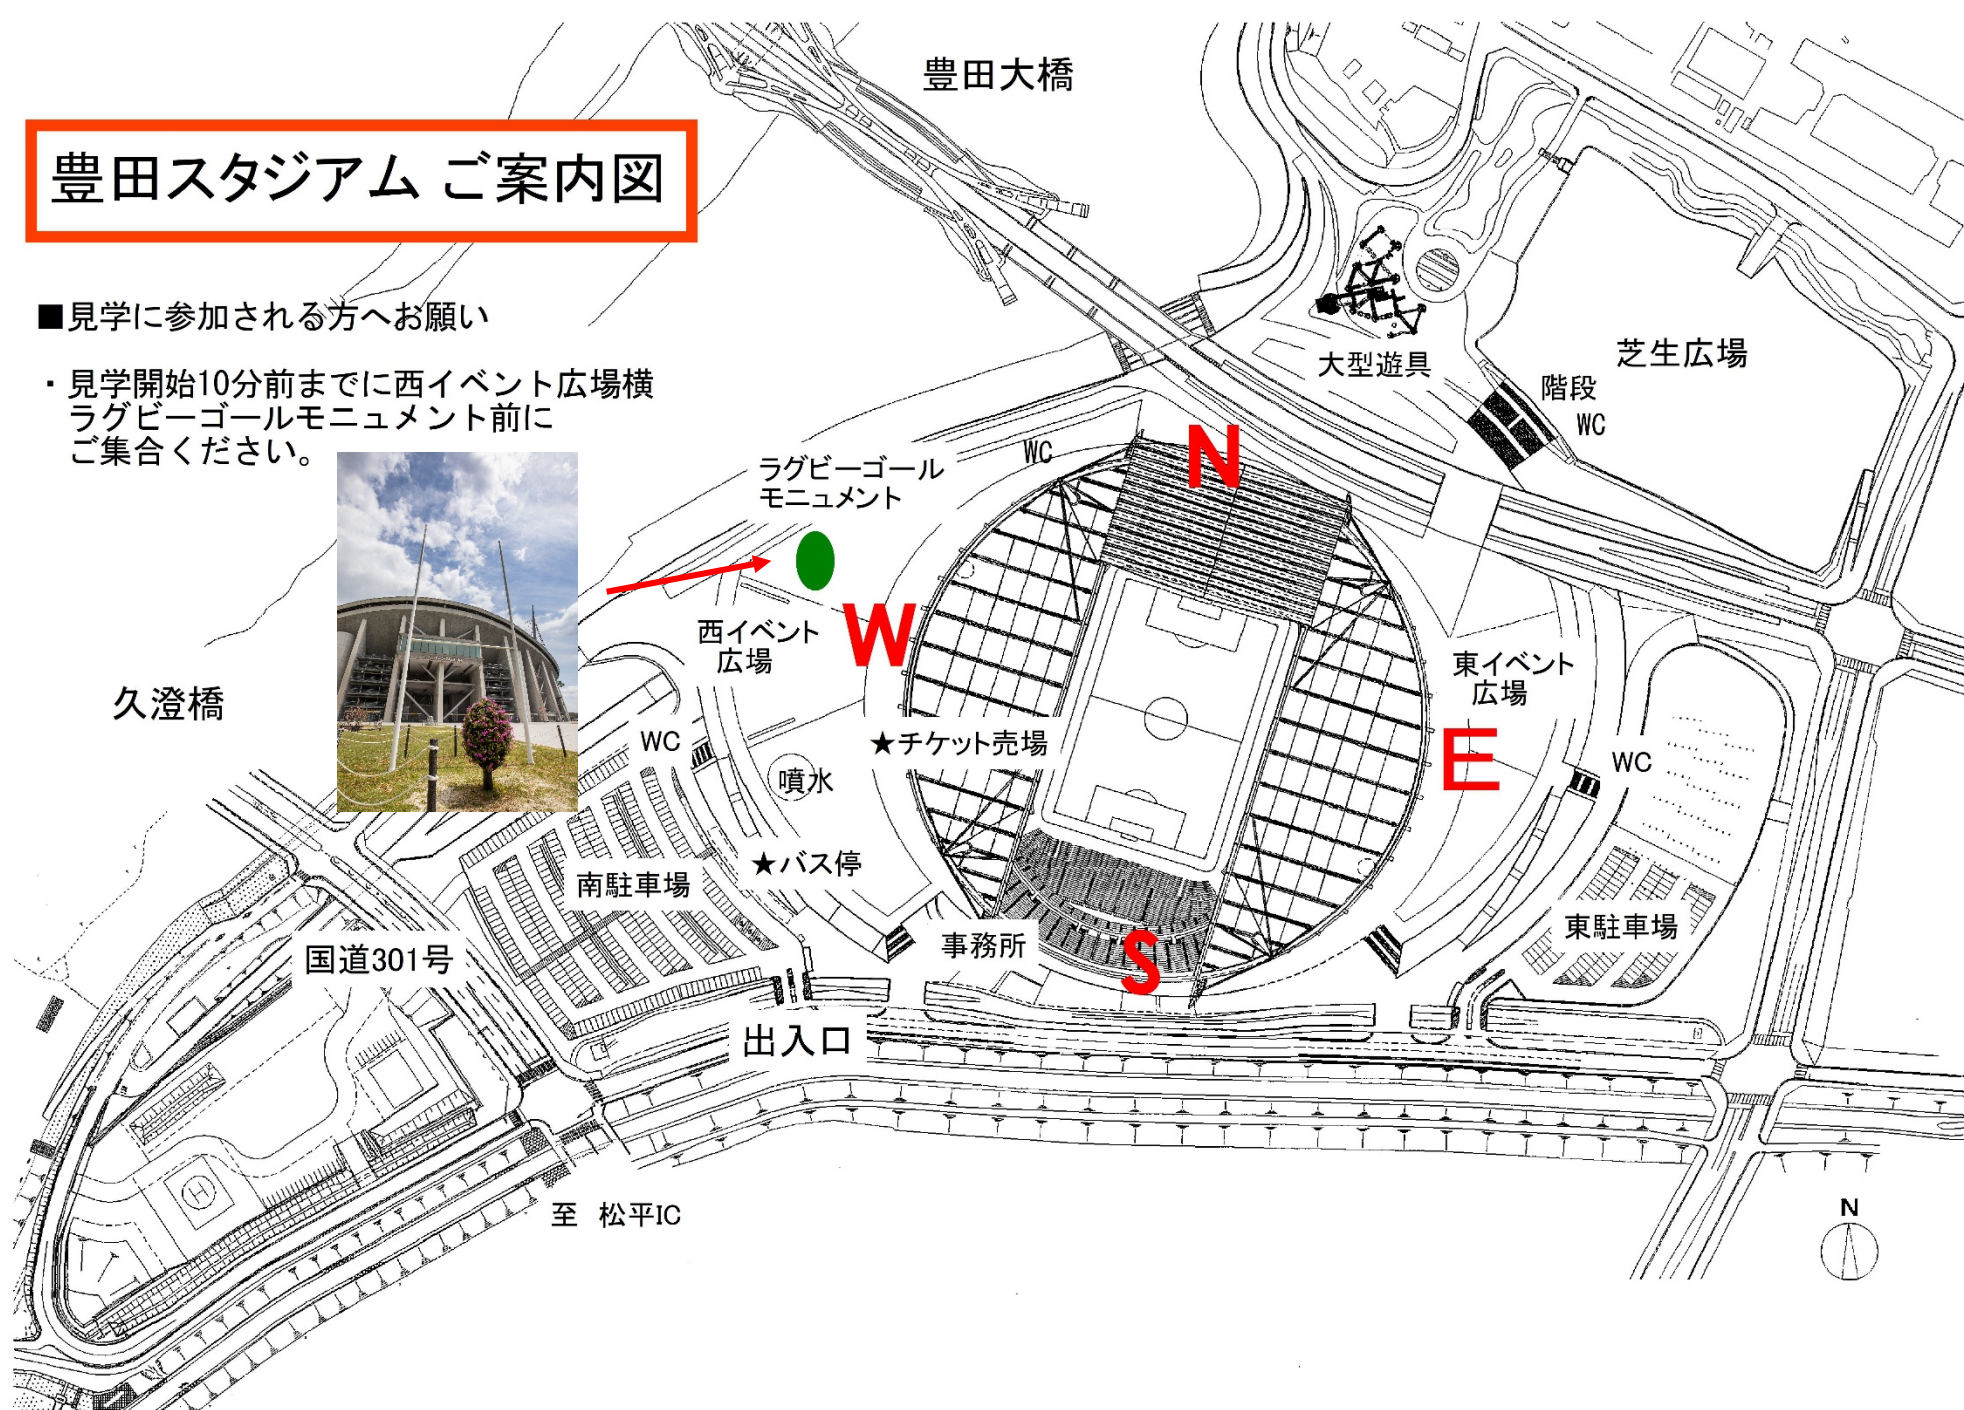 豊田大橋
豊田スタジアム ご案内図
■見学に参加される方へお願い
・見学開始10分前までに西イベント広場横
ラグビーゴールモニュメント前に
ご集合ください。
大型遊具
芝生広場
階段
WC
N
WC
ラグビーゴール
モニュメント
W
西イベント
広場
東イベント
広場
久澄橋
WC
★チケット売場
E
WC
噴水
★バス停
南駐車場
東駐車場
国道301号
事務所
S
出入口
H
至 松平IC
N